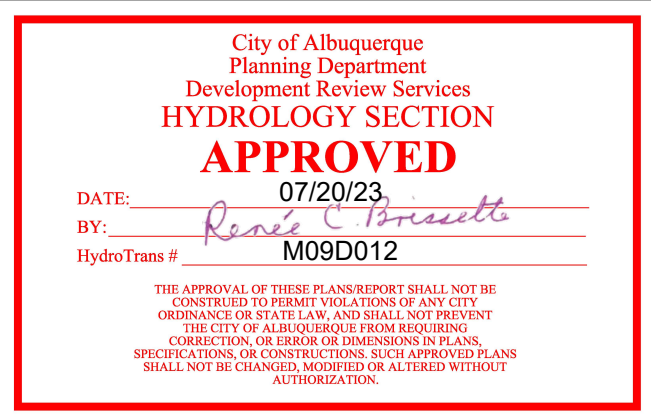 City of Albuquerque
Planning Department
Development Review Services
HYDROLOGY SECTION
APPROVED
DATE: 07/20/23
BY: Renée C. Brissette
HydroTrans # M09D012
THE APPROVAL OF THESE PLANS/REPORT SHALL NOT BE
CONSTRUED TO PERMIT VIOLATIONS OF ANY CITY
ORDINANCE OR STATE LAW, AND SHALL NOT PREVENT
THE CITY OF ALBUQUERQUE FROM REQUIRING
CORRECTION, OR ERROR OR DIMENSIONS IN PLANS,
SPECIFICATIONS, OR CONSTRUCTIONS. SUCH APPROVED PLANS
SHALL NOT BE CHANGED, MODIFIED OR ALTERED WITHOUT
AUTHORIZATION.